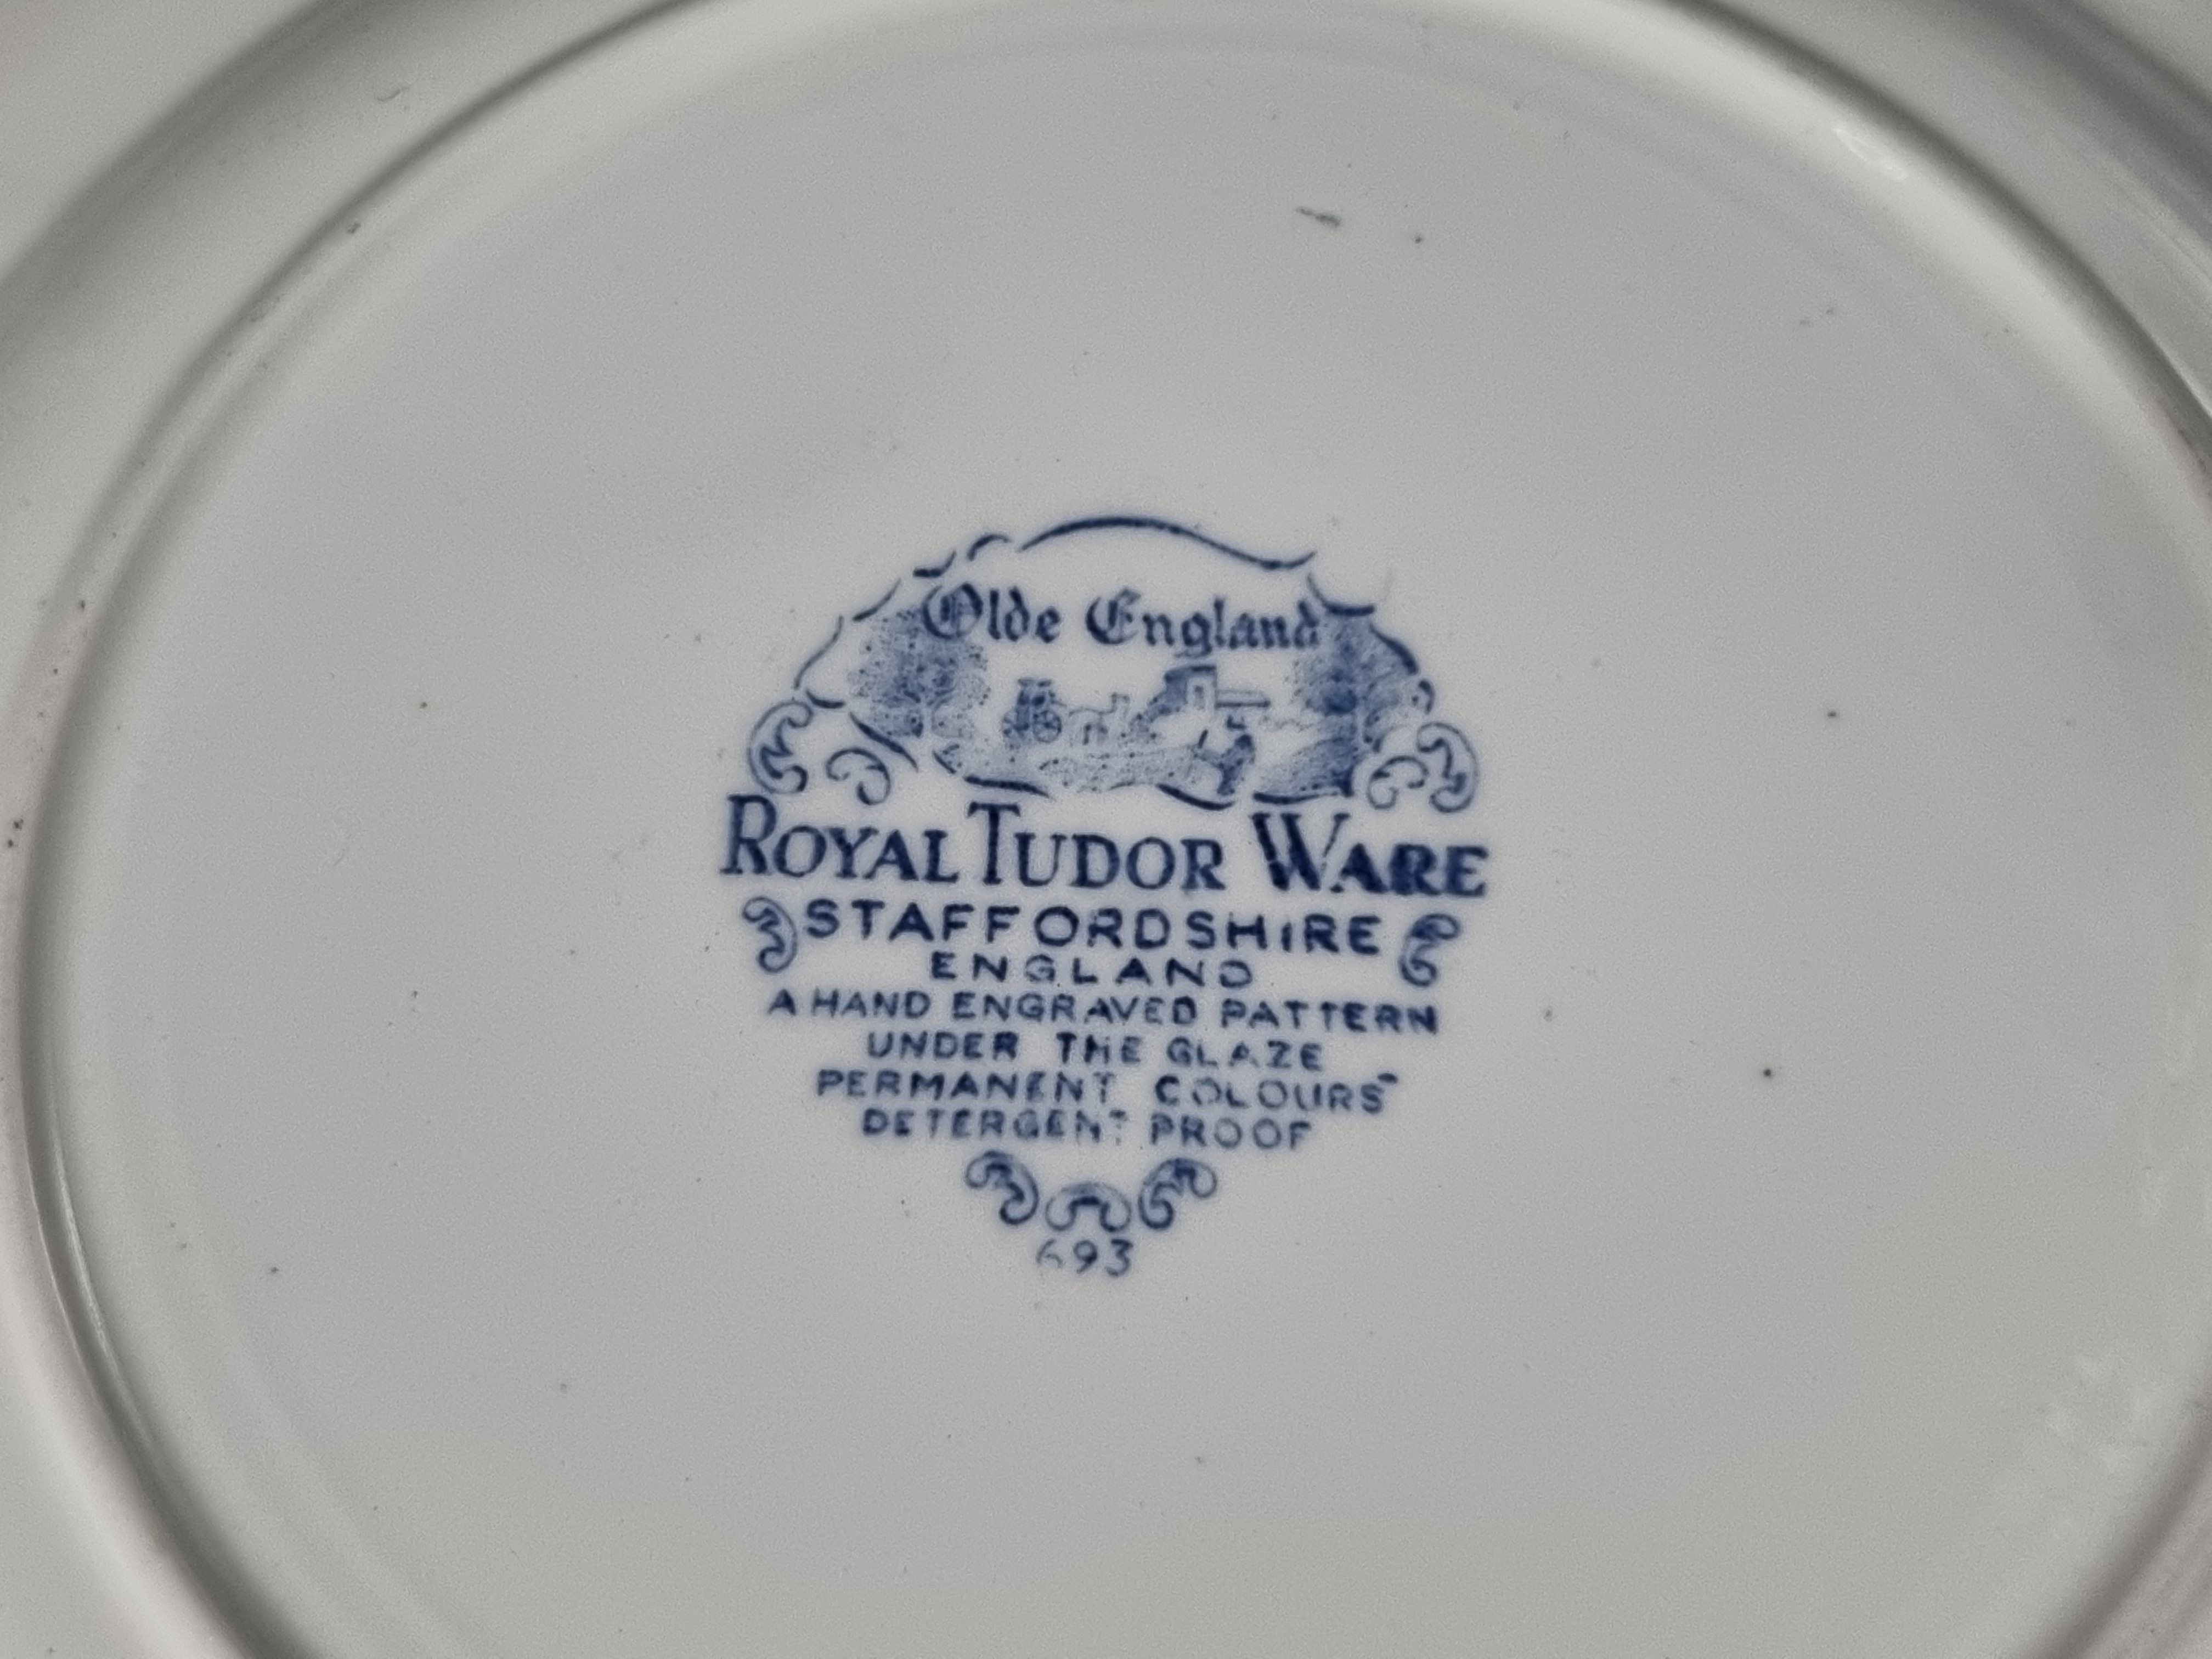 Olde England
ROYAL TUDOR WARE
STAFFORDSHIRE
ENGLAND
A HAND ENGRAVED PATTERN
UNDER THE GLAZE
PERMANENT COLOURS
DETERGENT PROOF
693